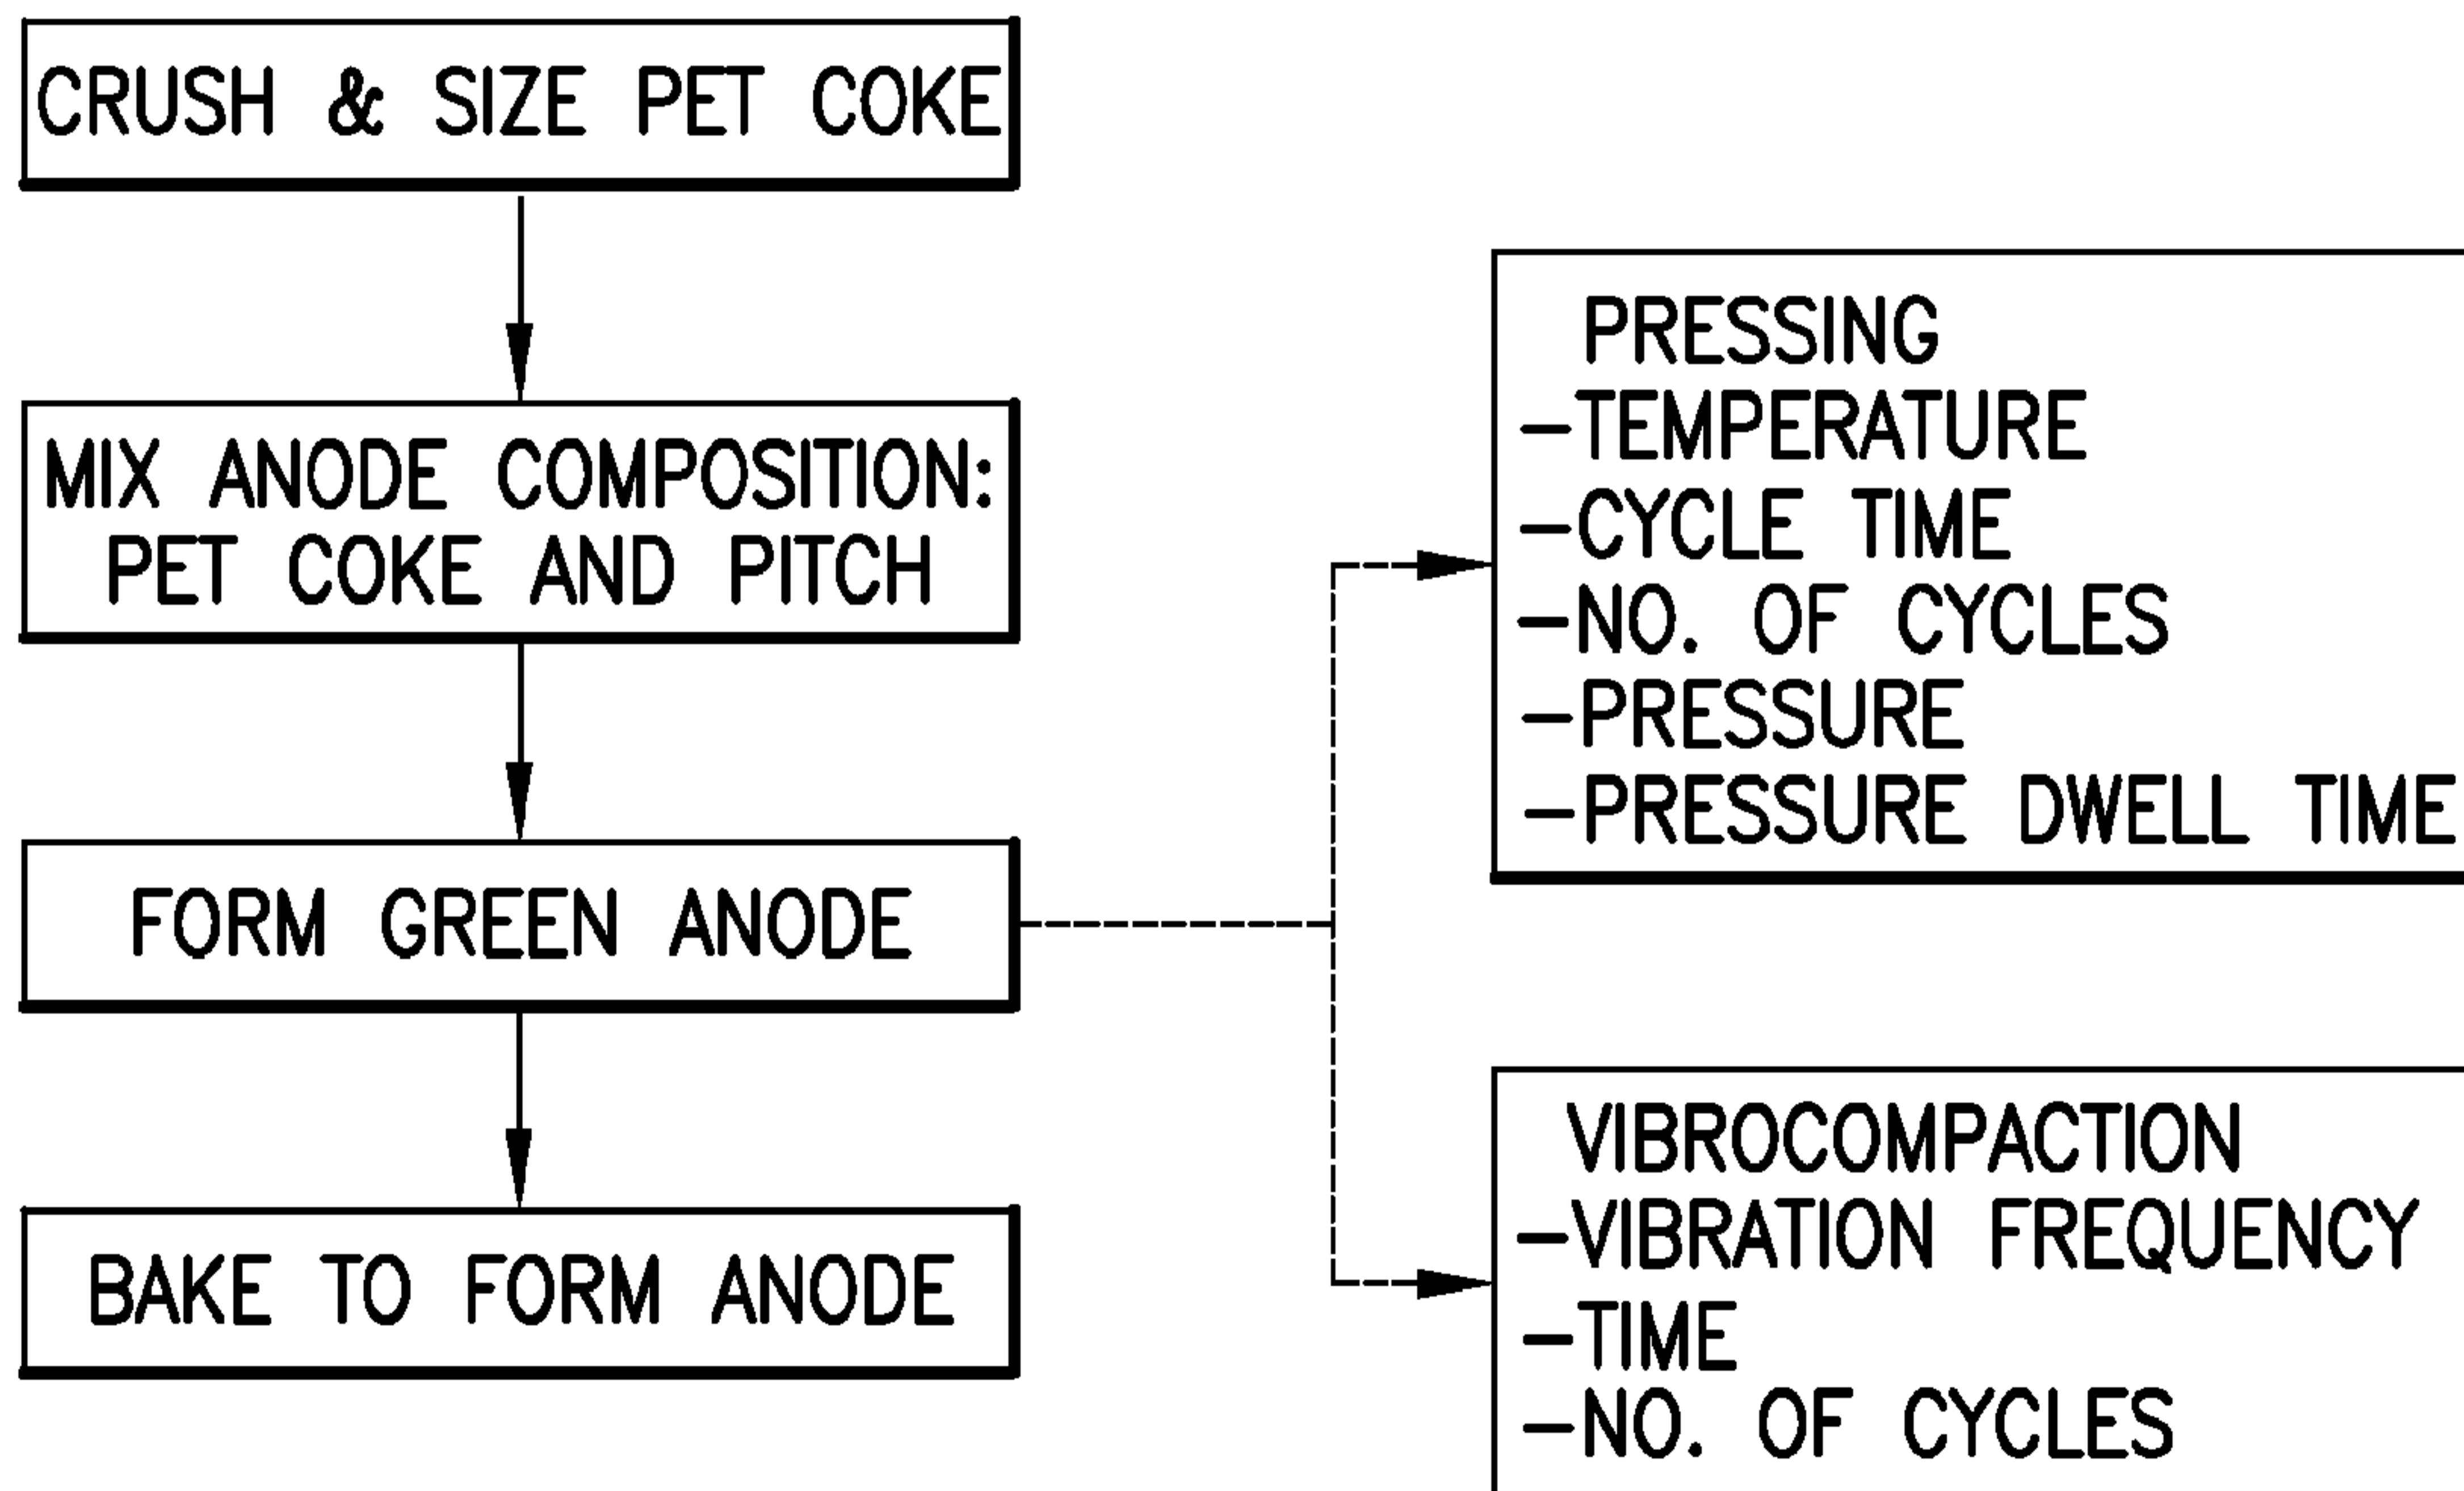 CRUSH & SIZE PET COKE
MIX ANODE COMPOSITION:
PET COKE AND PITCH
FORM GREEN ANODE
BAKE TO FORM ANODE
PRESSING
-TEMPERATURE
-CYCLE TIME
-NO. OF CYCLES
-PRESSURE
-PRESSURE DWELL TIME
VIBROCOMPACTION
-VIBRATION FREQUENCY
-TIME
-NO. OF CYCLES